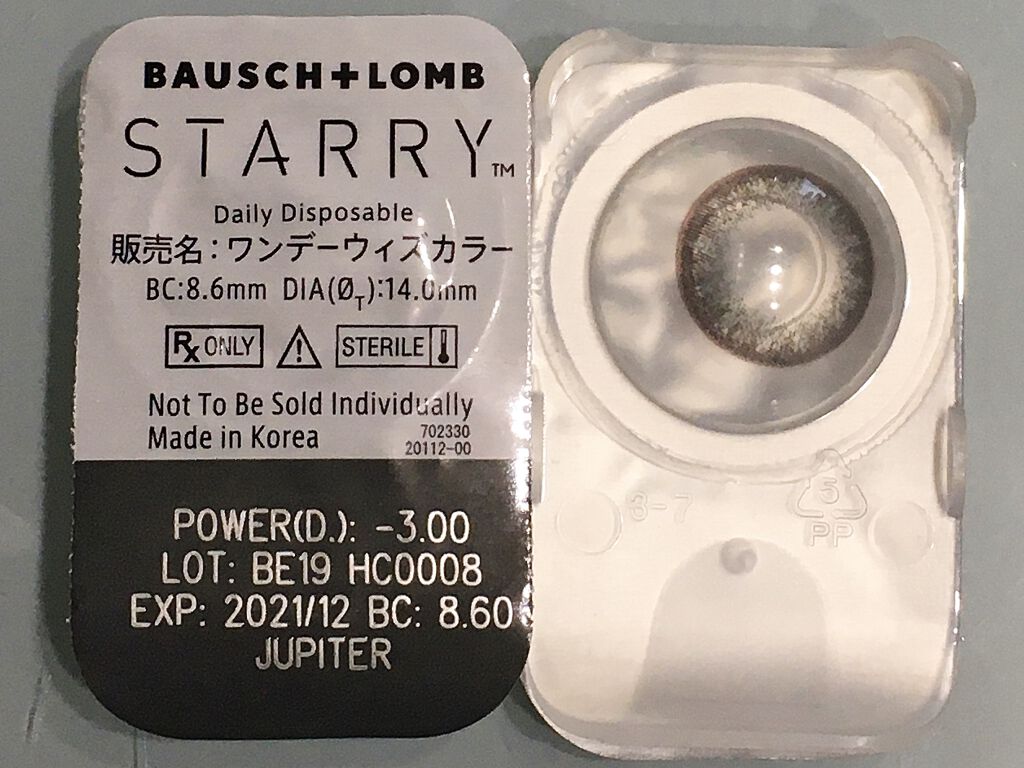 BAUSCH+LOMB
STARRY™
Daily Disposable
販売名：ワンデーウィズカラー
BC:8.6mm DIA(ØT):14.0mm
Rx ONLY STERILE
Not To Be Sold Individually
Made in Korea
702330
20112-00
POWER(D.): -3.00
LOT: BE19 HC0008
EXP: 2021/12 BC: 8.60
JUPITER
3-7
5
PP